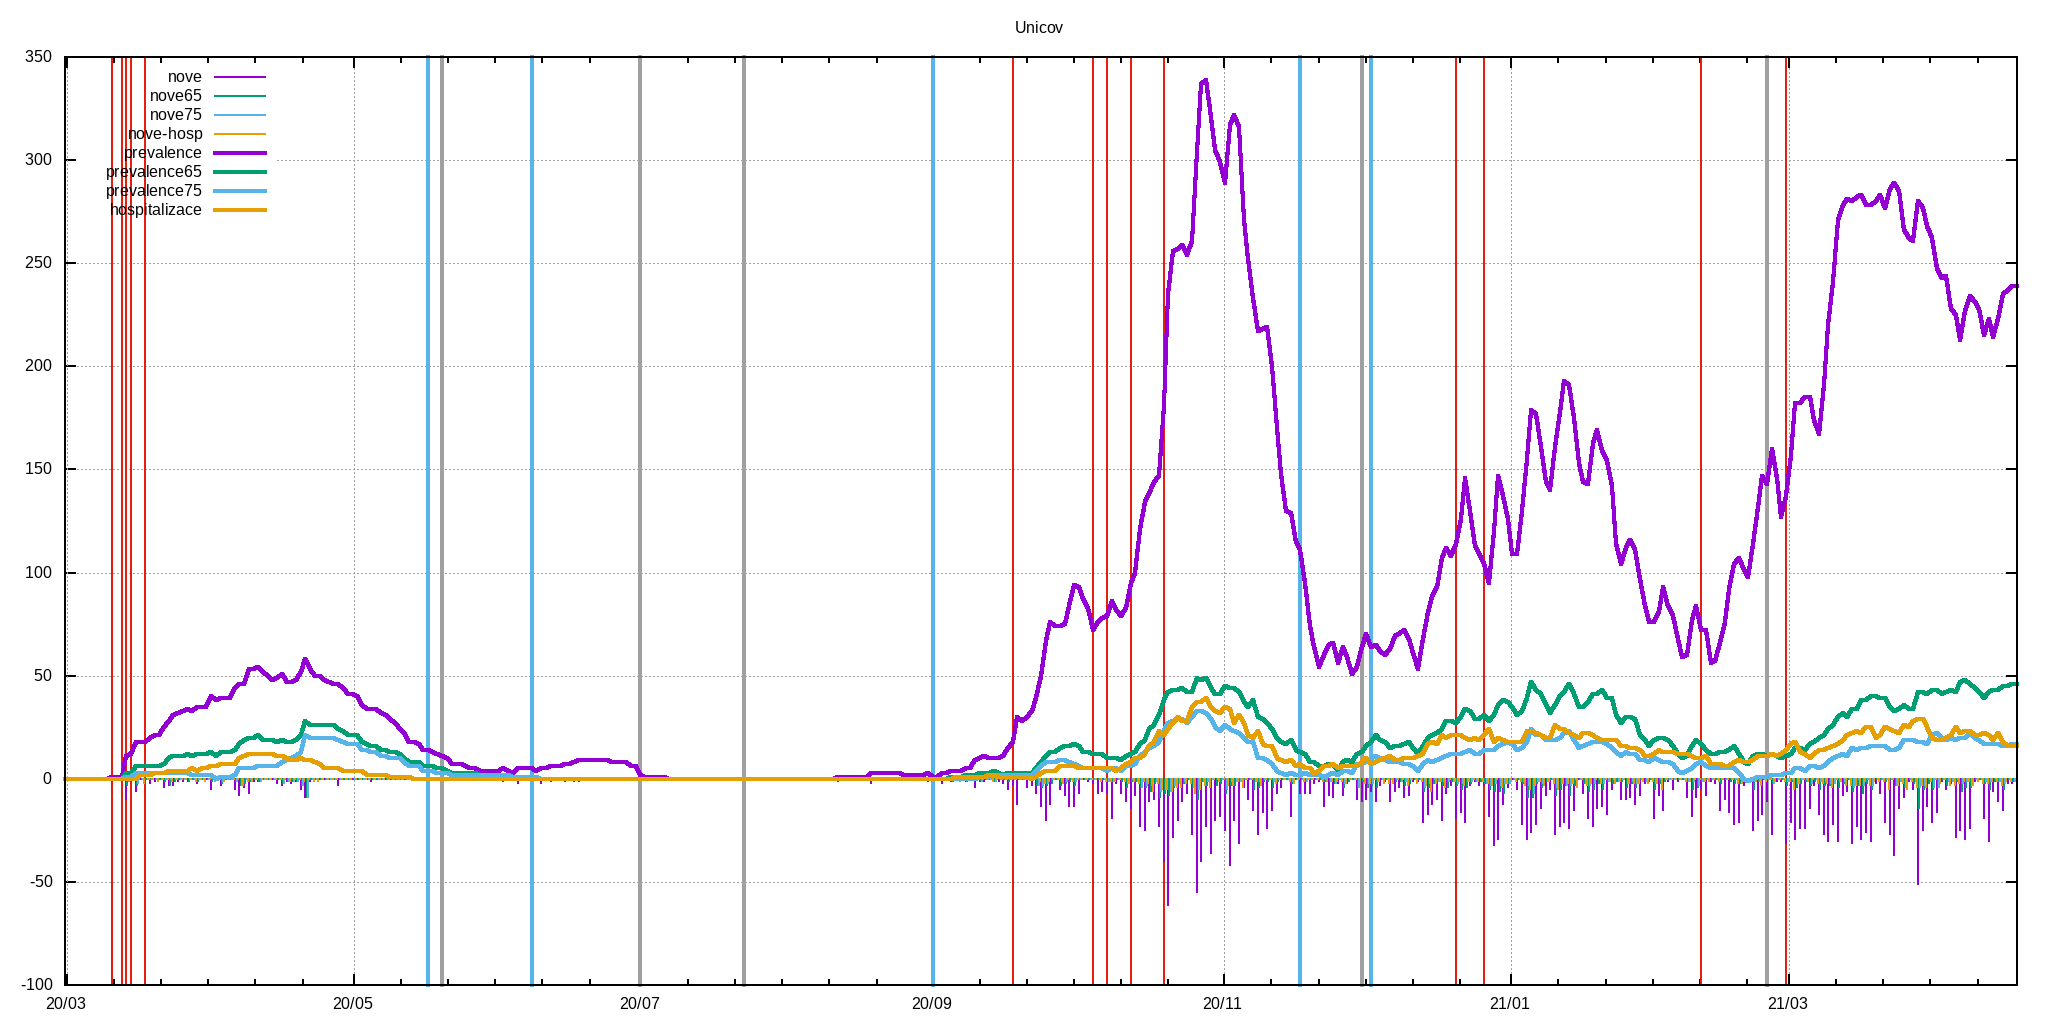 Unicov
350
300
250
200
150
100
50
0
-50
-100
nove
nove65
nove75
nove-hosp
prevalence
prevalence65
prevalence75
hospitalizace
20/03
20/05
20/07
20/09
20/11
21/01
21/03